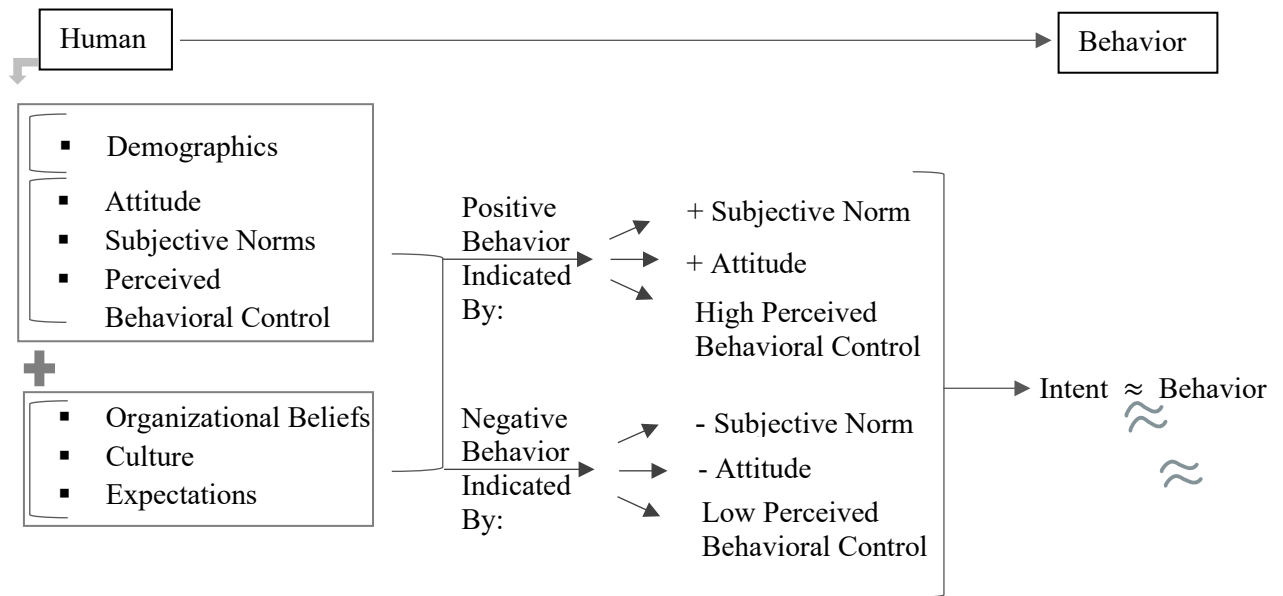 Human
Behavior
▪ Demographics
▪ Attitude
▪ Subjective Norms
▪ Perceived
Behavioral Control
▪ Organizational Beliefs
▪ Culture
▪ Expectations
Positive
Behavior
Indicated
By:
+ Subjective Norm
+ Attitude
High Perceived
Behavioral Control
Negative
Behavior
Indicated
By:
- Subjective Norm
- Attitude
Low Perceived
Behavioral Control
Intent ≈ Behavior
≈
≈